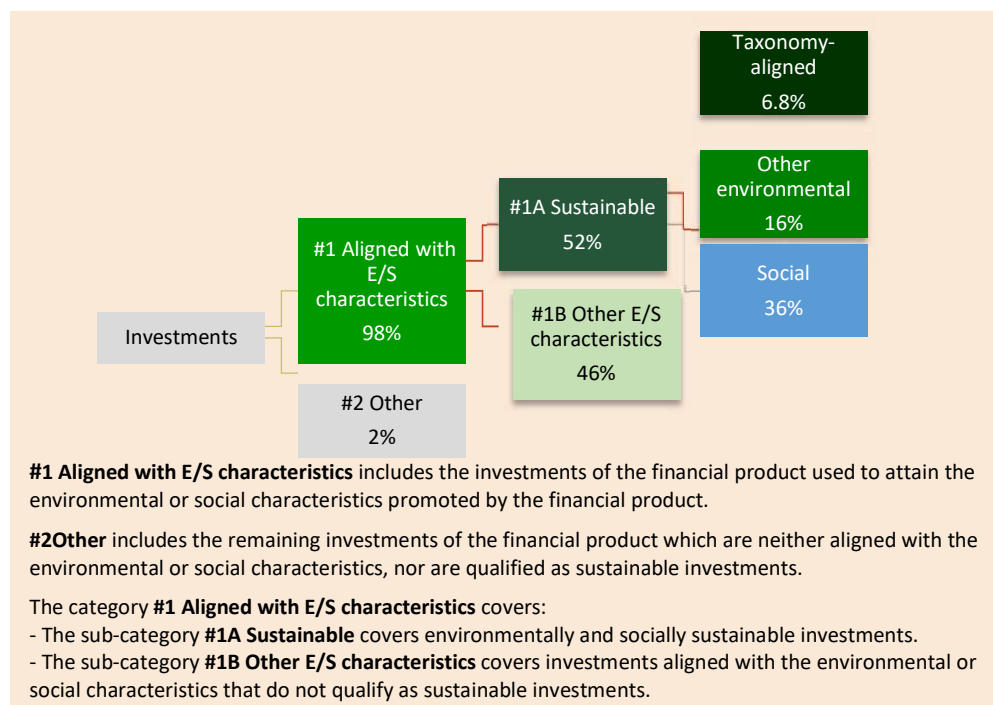 Taxonomy-
aligned
6.8%
Other
environmental
16%
#1A Sustainable
52%
#1 Aligned with
E/S
characteristics
98%
Social
36%
#1B Other E/S
characteristics
46%
Investments
#2 Other
2%
#1 Aligned with E/S characteristics includes the investments of the financial product used to attain the
environmental or social characteristics promoted by the financial product.
#2Other includes the remaining investments of the financial product which are neither aligned with the
environmental or social characteristics, nor are qualified as sustainable investments.
The category #1 Aligned with E/S characteristics covers:
- The sub-category #1A Sustainable covers environmentally and socially sustainable investments.
- The sub-category #1B Other E/S characteristics covers investments aligned with the environmental or
social characteristics that do not qualify as sustainable investments.